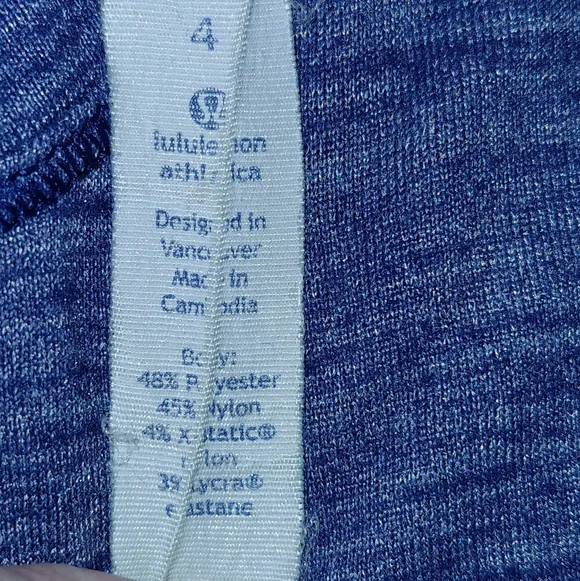 4
lululemon
athletica
Designed in
Vancouver
Made in
Cambodia
Body:
48% Polyester
45% Nylon
4% X-static®
nylon
3% Lycra®
elastane